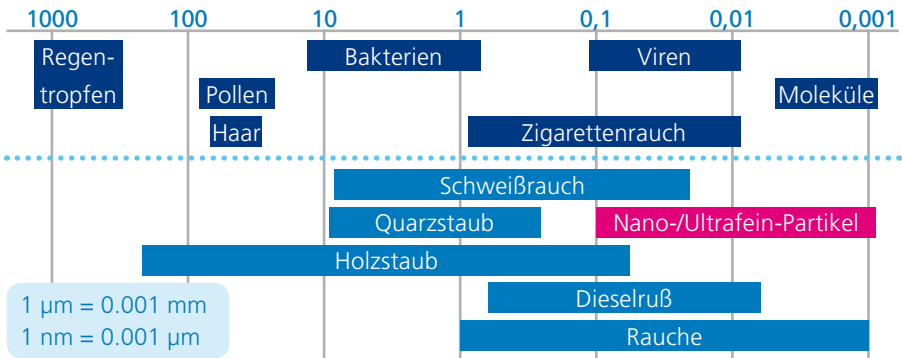 1000 100 10 1 0,1 0,01 0,001
Regen-
tropfen
Bakterien
Viren
Pollen
Moleküle
Haar
Zigarettenrauch
Schweißrauch
Quarzstaub
Nano-/Ultrafein-Partikel
Holzstaub
Dieselruß
Rauche
1 µm = 0.001 mm
1 nm = 0.001 µm